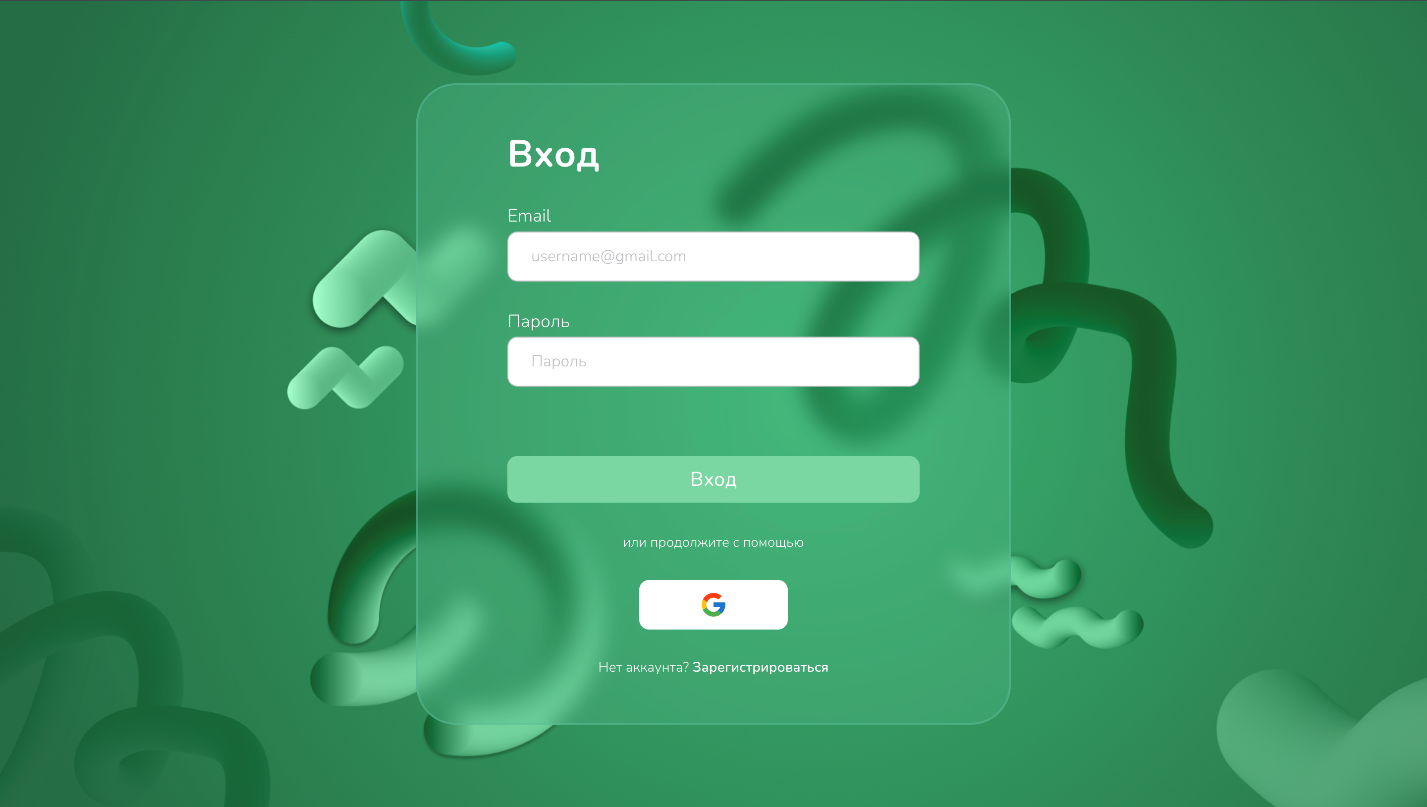 Вход
Email
username@gmail.com
Пароль
Пароль
Вход
или продолжите с помощью
Нет аккаунта? Зарегистрироваться